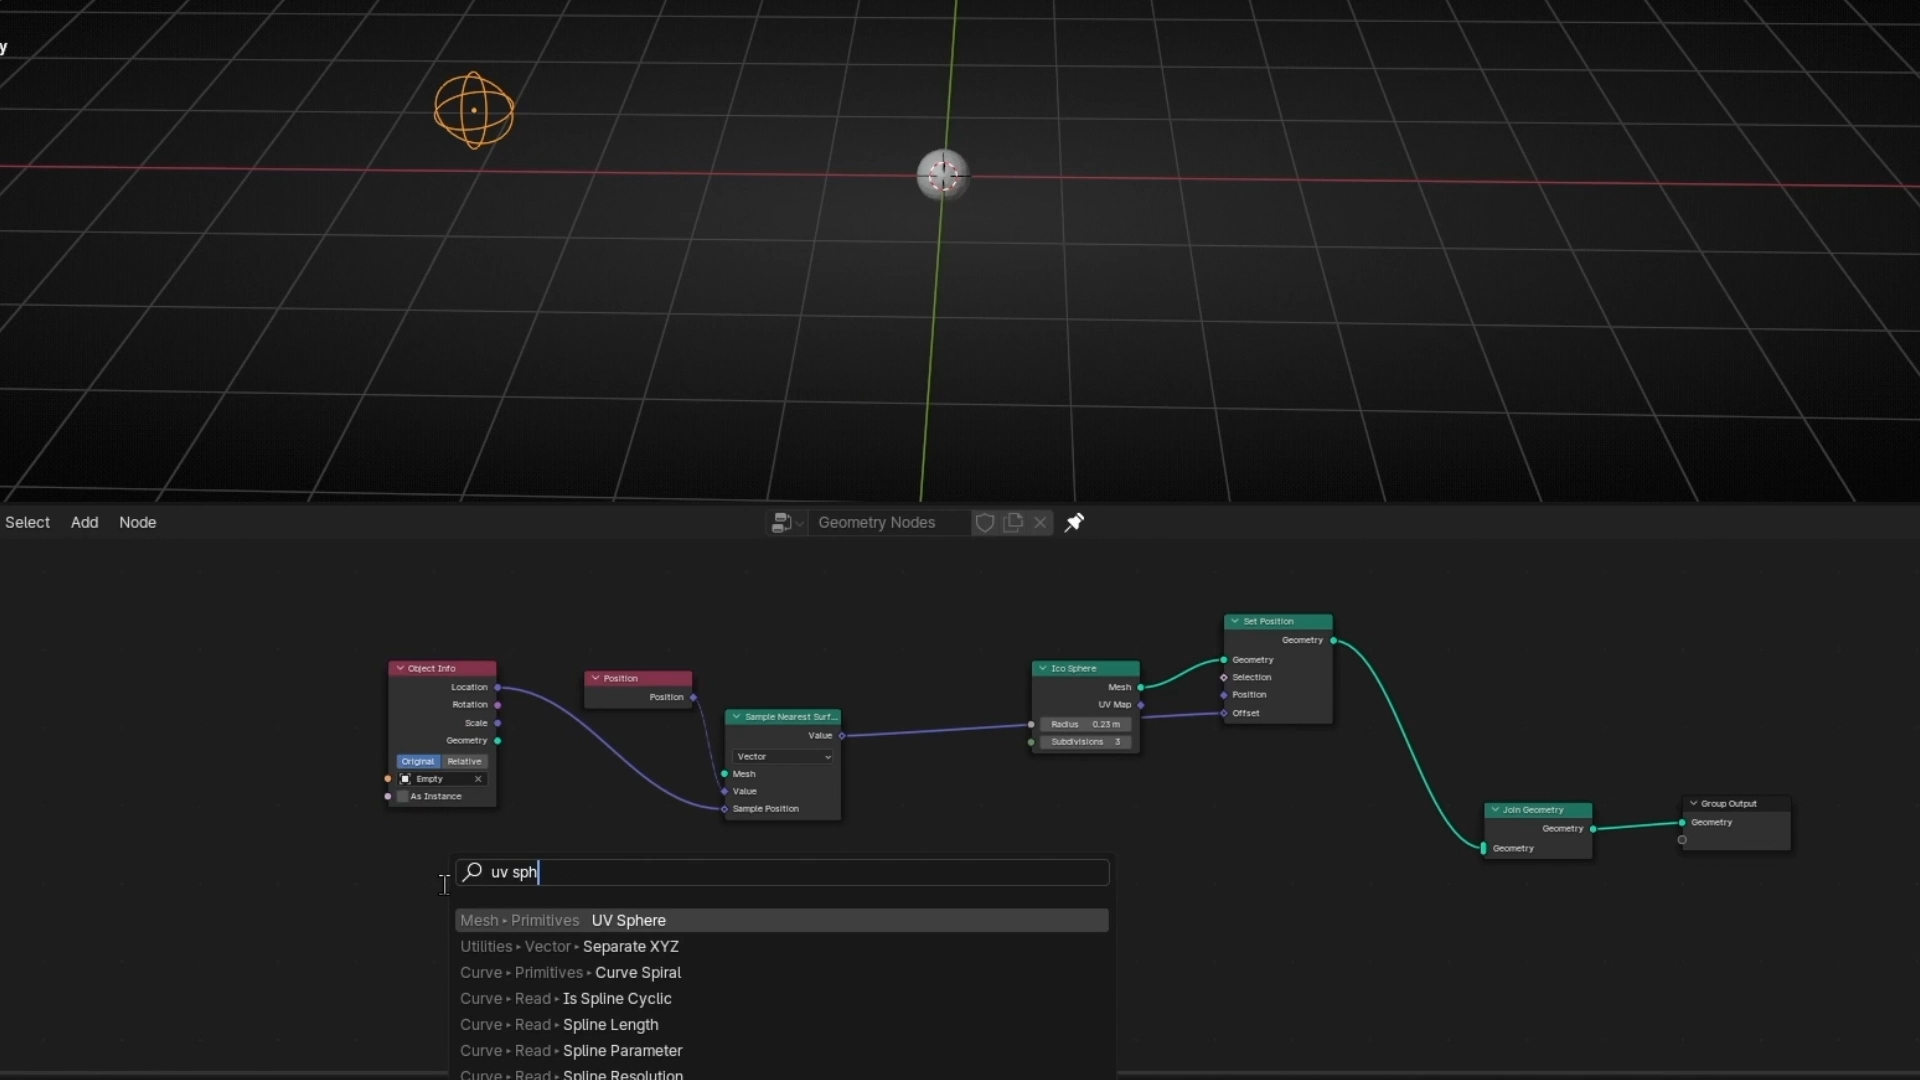 y
Select Add Node Geometry Nodes
Object Info
Location
Rotation
Scale
Geometry
Original Relative
Empty
As Instance
Position
Position
Sample Nearest Surf...
Value
Vector
Mesh
Value
Sample Position
Ico Sphere
Mesh
UV Map
Radius 0.23 m
Subdivisions 3
Set Position
Geometry
Geometry
Selection
Position
Offset
Join Geometry
Geometry
Geometry
Group Output
Geometry
uv sph
Mesh ▸ Primitives UV Sphere
Utilities ▸ Vector ▸ Separate XYZ
Curve ▸ Primitives ▸ Curve Spiral
Curve ▸ Read ▸ Is Spline Cyclic
Curve ▸ Read ▸ Spline Length
Curve ▸ Read ▸ Spline Parameter
Curve ▸ Read ▸ Spline Resolution